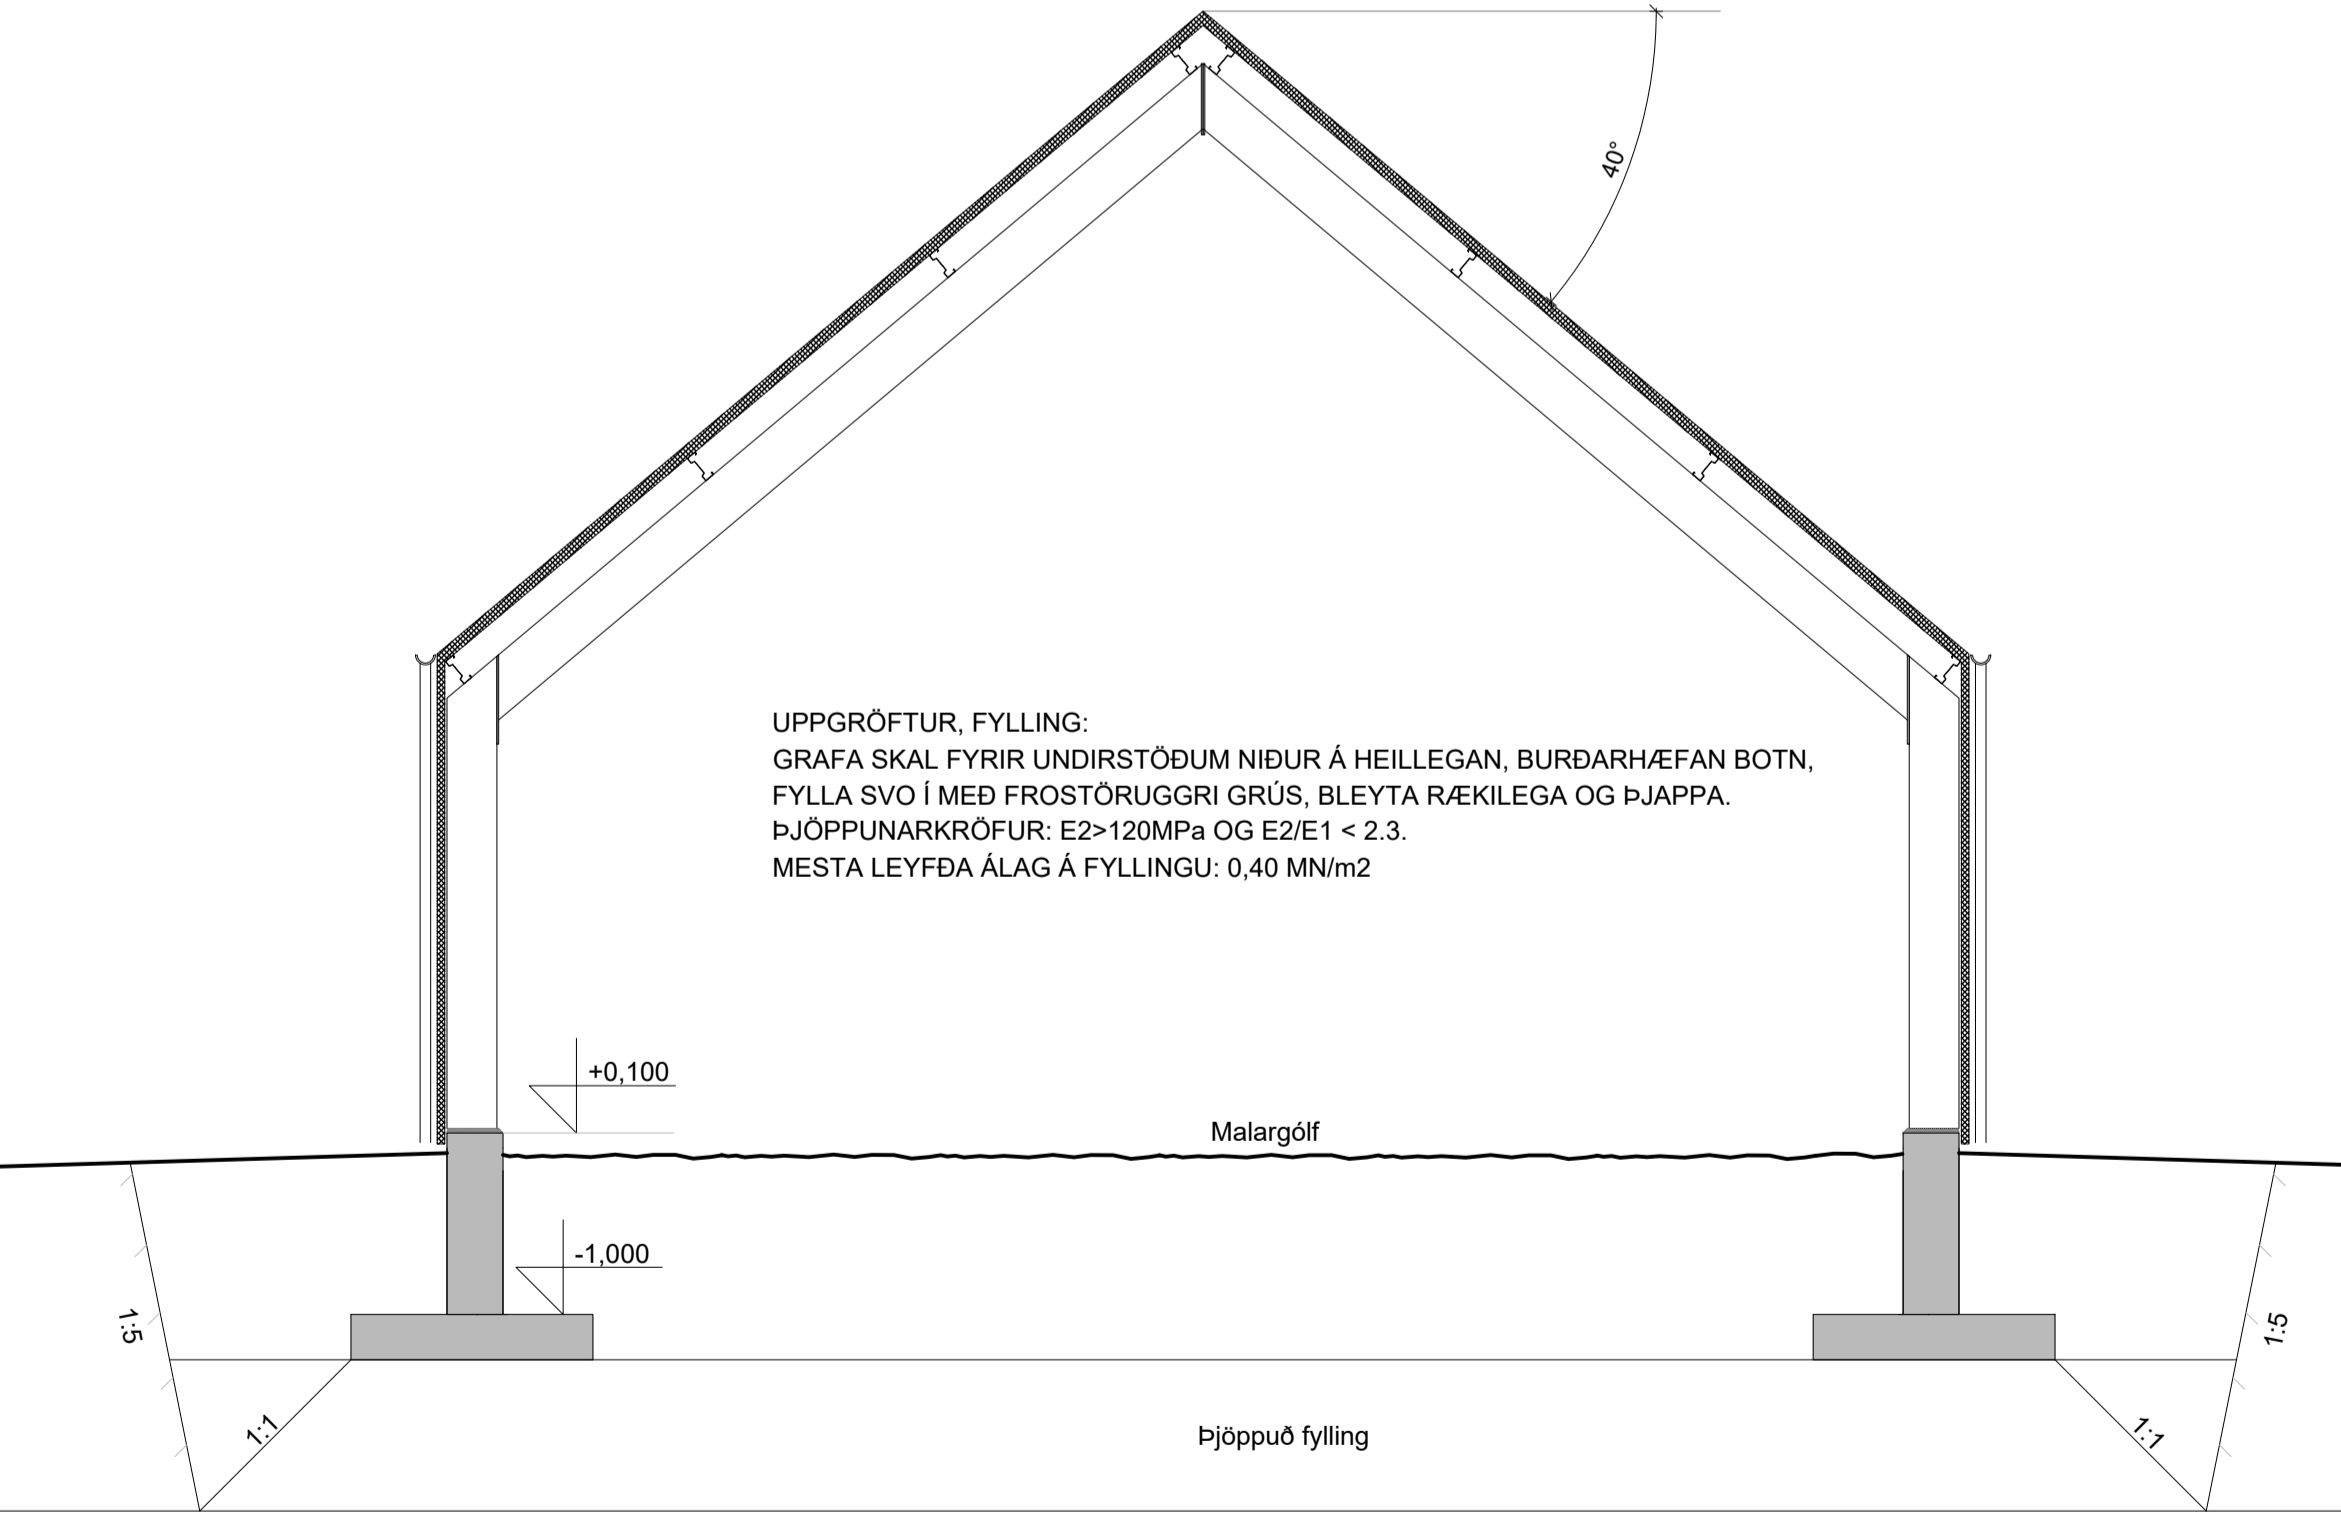 40°
UPPGRÖFTUR, FYLLING:
GRAFA SKAL FYRIR UNDIRSTÖÐUM NIÐUR Á HEILLEGAN, BURÐARHÆFAN BOTN,
FYLLA SVO Í MEÐ FROSTÖRUGGRI GRÚS, BLEYTA RÆKILEGA OG ÞJAPPA.
ÞJÖPPUNARKRÖFUR: E2>120MPa OG E2/E1 < 2.3.
MESTA LEYFÐA ÁLAG Á FYLLINGU: 0,40 MN/m2
+0,100
Malargólf
-1,000
1:5
1:5
1:1
1:1
Þjöppuð fylling